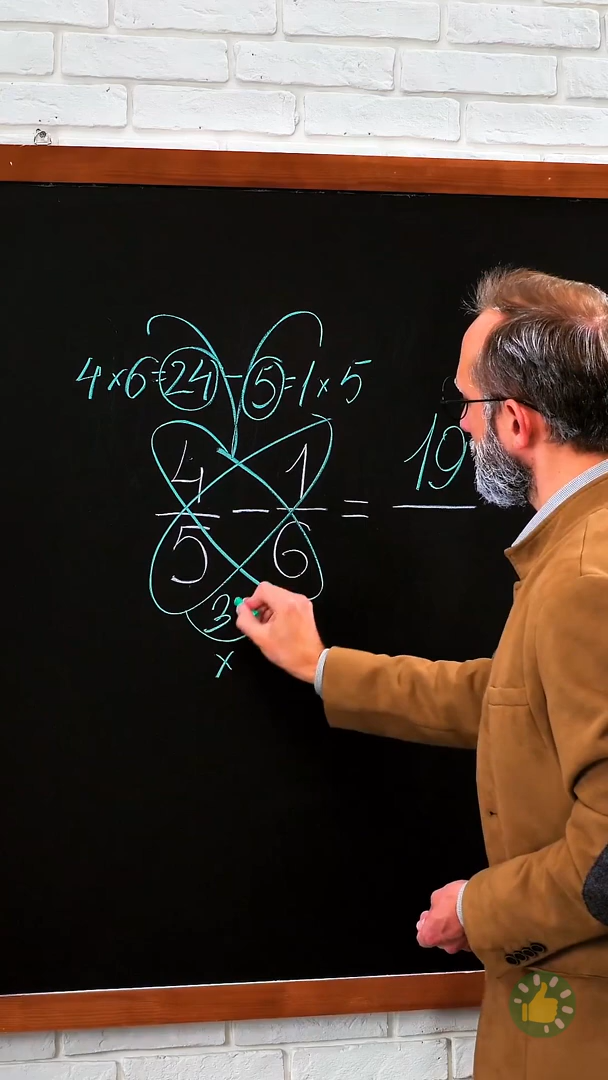 4×6=24-5=1×5
4/5 - 1/6 = 19
3
×